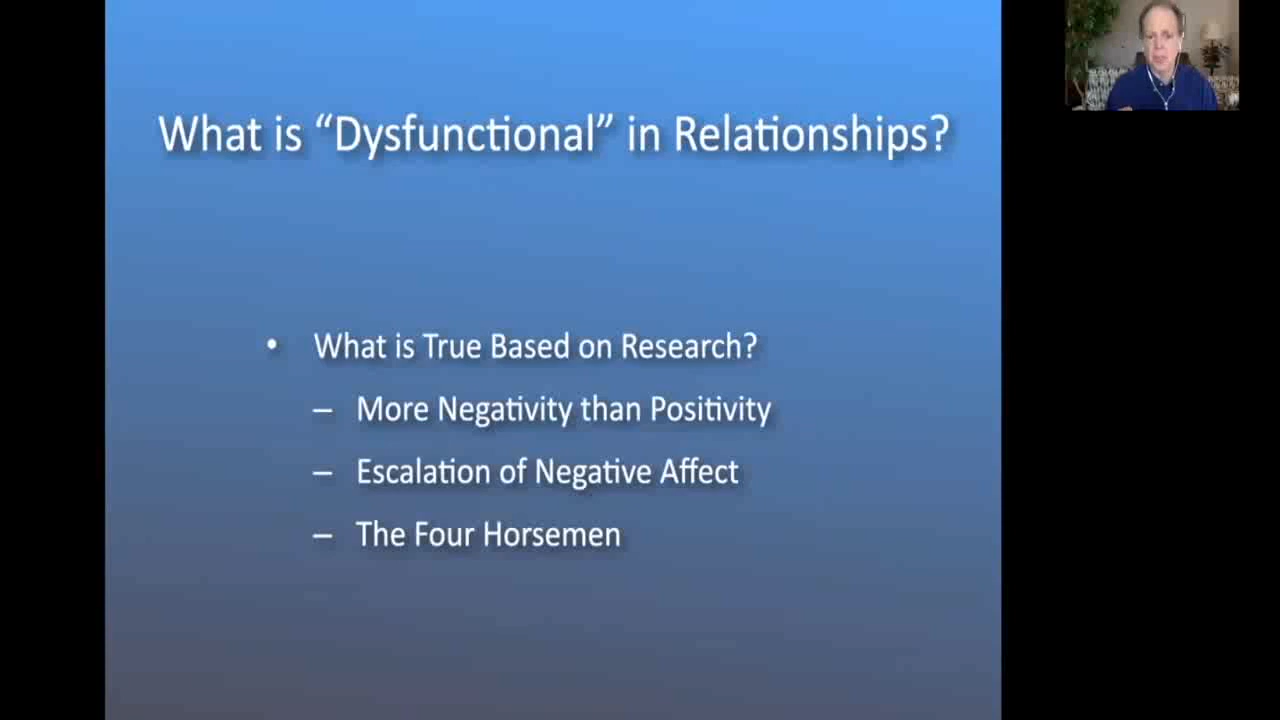 What is “Dysfunctional” in Relationships?
• What is True Based on Research?
– More Negativity than Positivity
– Escalation of Negative Affect
– The Four Horsemen